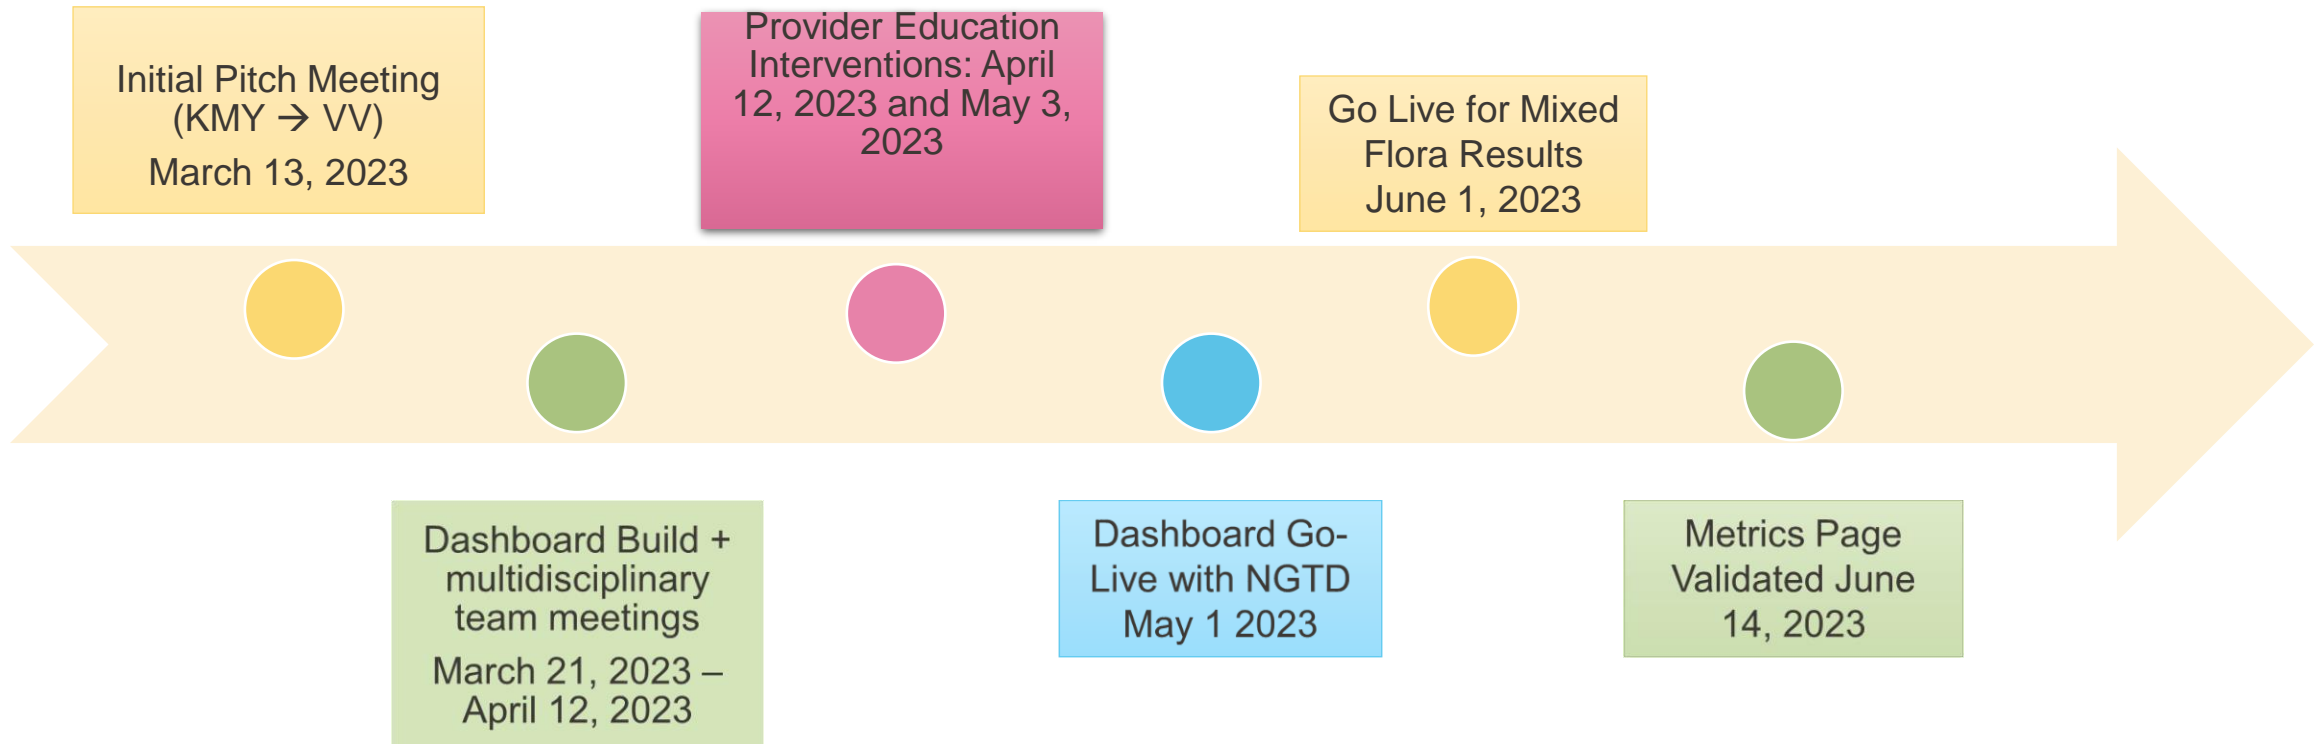 Initial Pitch Meeting
(KMY → VV)
March 13, 2023
Dashboard Build +
multidisciplinary
team meetings
March 21, 2023 –
April 12, 2023
Provider Education
Interventions: April
12, 2023 and May 3,
2023
Dashboard Go-
Live with NGTD
May 1 2023
Go Live for Mixed
Flora Results
June 1, 2023
Metrics Page
Validated June
14, 2023